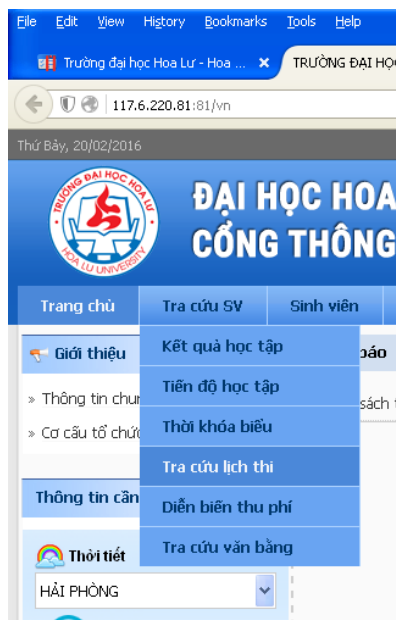 File Edit View History Bookmarks Tools Help
Trường đại học Hoa Lư - Hoa ... × TRƯỜNG ĐẠI HỌC
117.6.220.81:81/vn
Thứ Bảy, 20/02/2016
TRƯỜNG ĐẠI HỌC HOA LƯ
HOA LU UNIVERSITY
ĐẠI HỌC HOA
CỔNG THÔNG
Trang chủ Tra cứu SV Sinh viên
Giới thiệu Kết quả học tập báo
Tiến độ học tập
» Thông tin chun sách t
» Cơ cấu tổ chứ Thời khóa biểu
Tra cứu lịch thi
Thông tin cần Diễn biến thu phí
Thời tiết Tra cứu văn bằng
HẢI PHÒNG